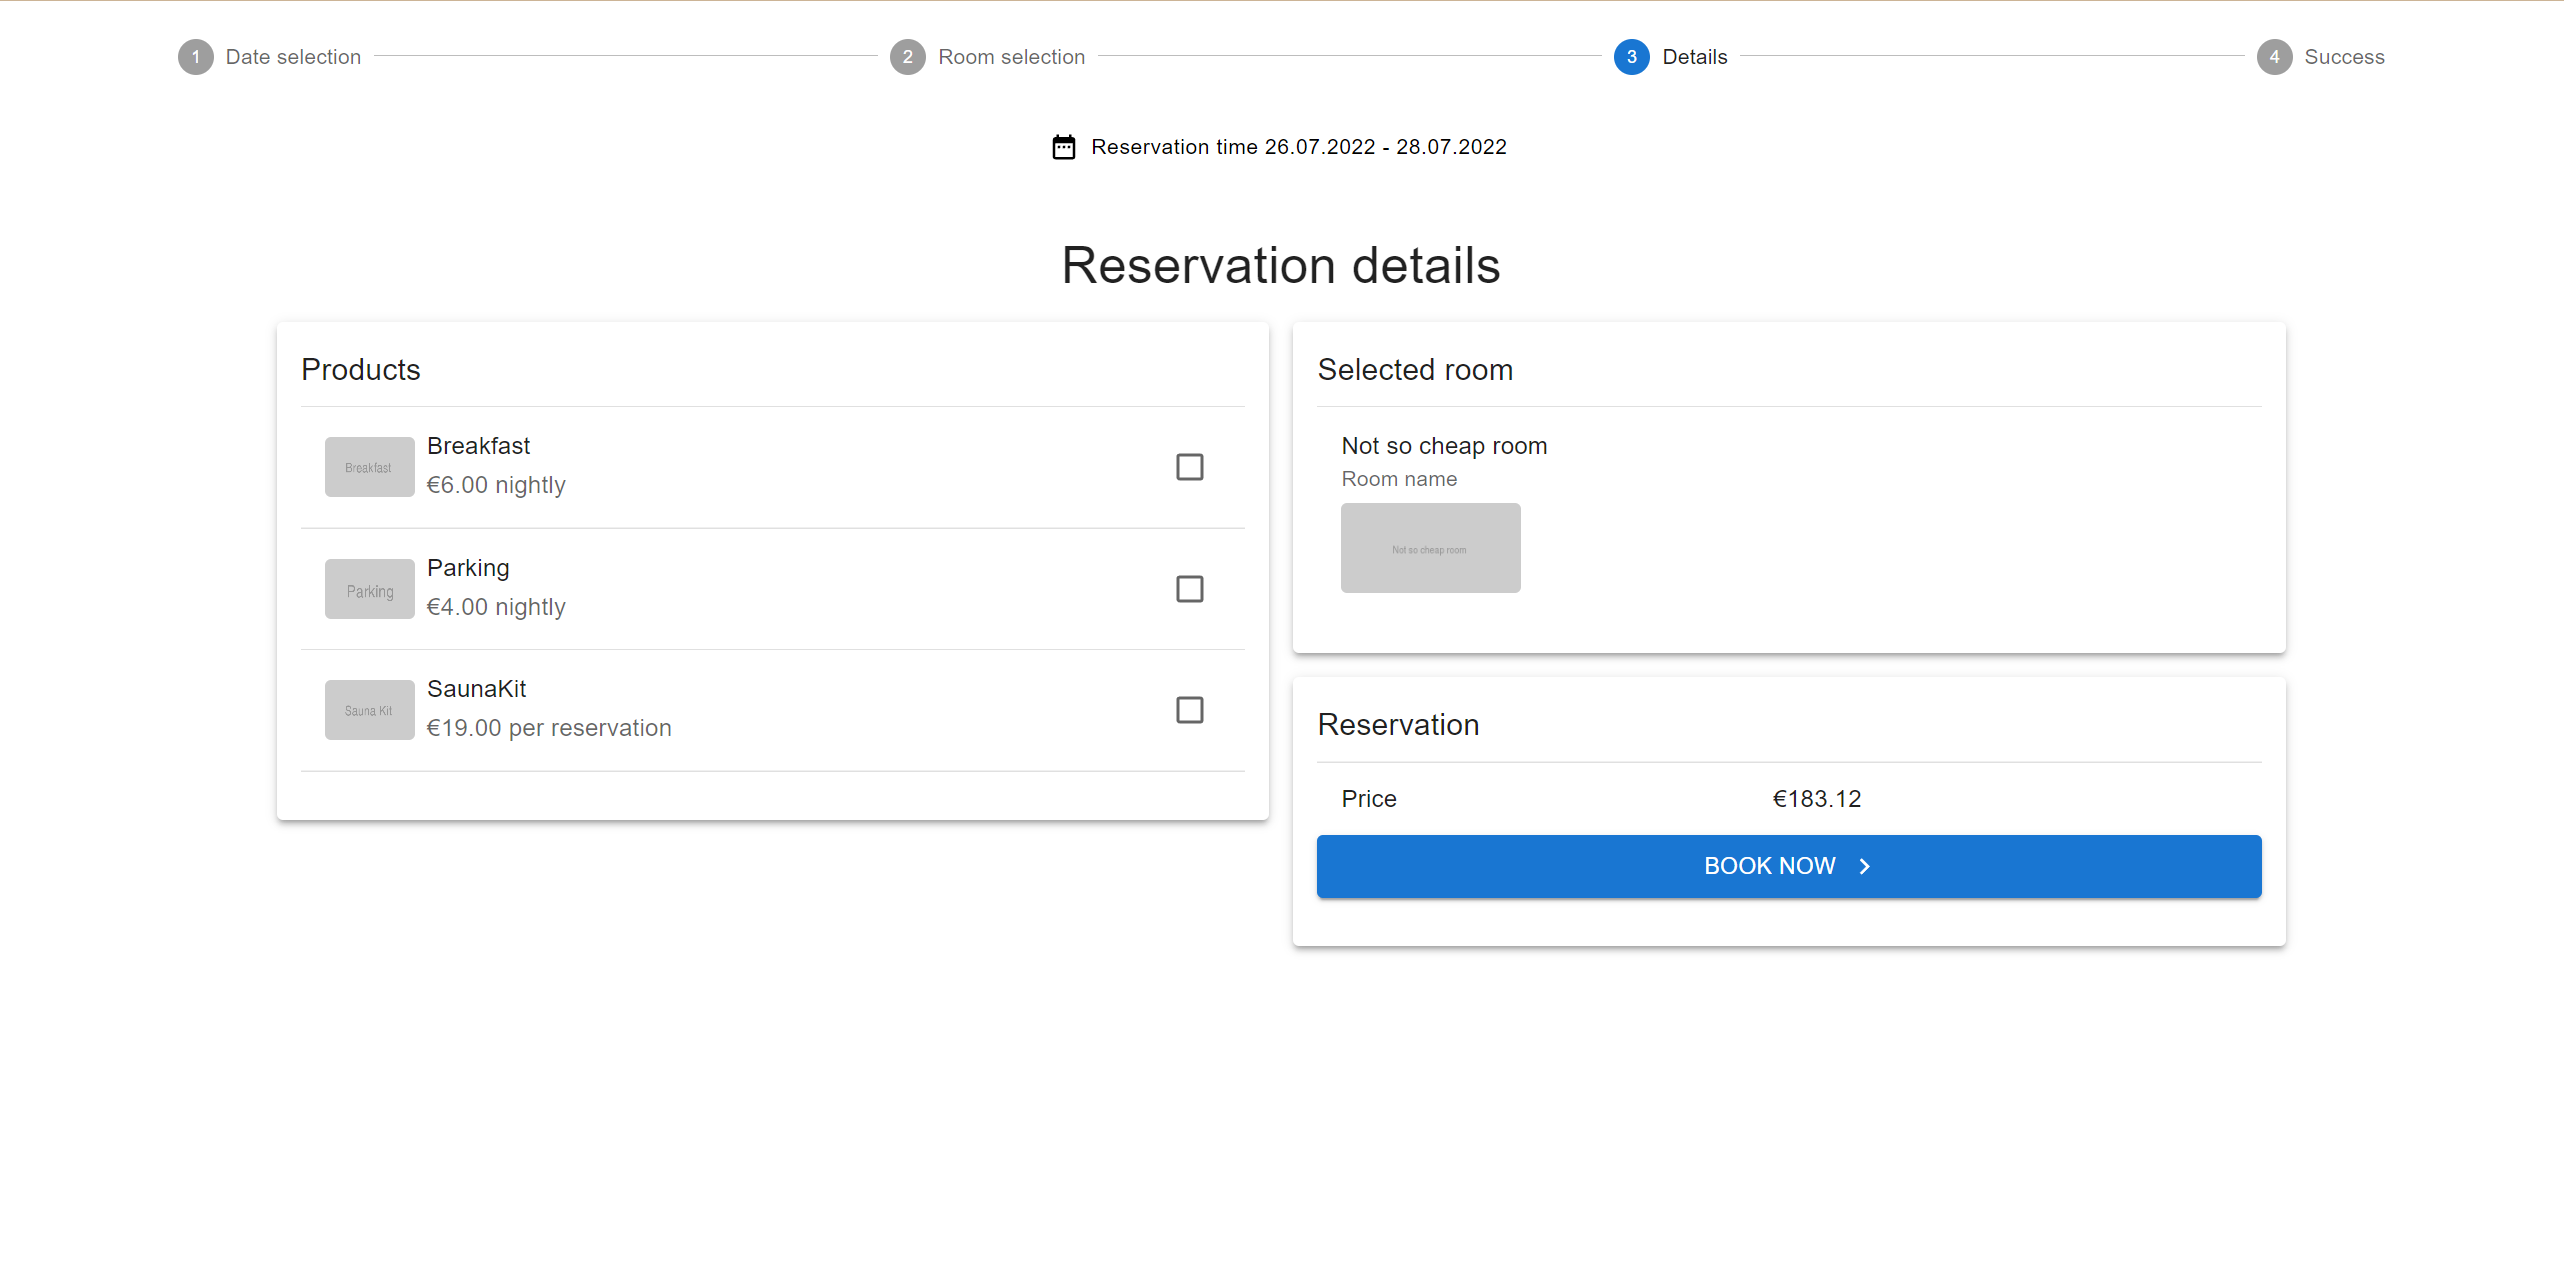 1 Date selection 2 Room selection 3 Details 4 Success
Reservation time 26.07.2022 - 28.07.2022
Reservation details
Products
Breakfast
Breakfast
€6.00 nightly
Parking
Parking
€4.00 nightly
Sauna Kit
SaunaKit
€19.00 per reservation
Selected room
Not so cheap room
Room name
Not so cheap room
Reservation
Price €183.12
BOOK NOW